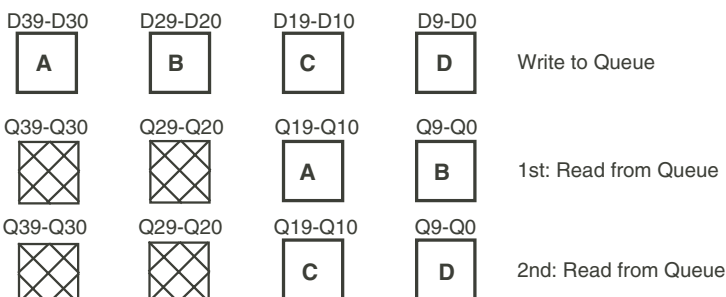 D39-D30 D29-D20 D19-D10 D9-D0
A B C D Write to Queue
Q39-Q30 Q29-Q20 Q19-Q10 Q9-Q0
A B 1st: Read from Queue
Q39-Q30 Q29-Q20 Q19-Q10 Q9-Q0
C D 2nd: Read from Queue